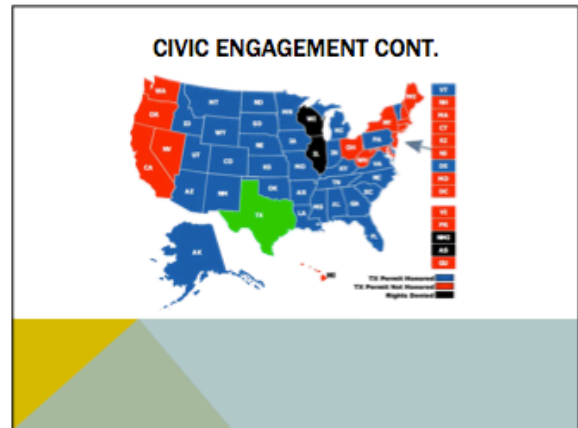 CIVIC ENGAGEMENT CONT.
WA
OR
CA
NV
ID
MT
WY
UT
CO
AZ
NM
ND
SD
NE
KS
OK
TX
MN
IA
MO
AR
LA
WI
IL
MI
IN
OH
KY
TN
MS
AL
GA
FL
SC
NC
VA
WV
PA
NY
ME
AK
HI
VT
NH
MA
CT
RI
NJ
DE
MD
DC
VI
PR
NMI
AS
GU
TX Permit Honored
TX Permit Not Honored
Rights Denied